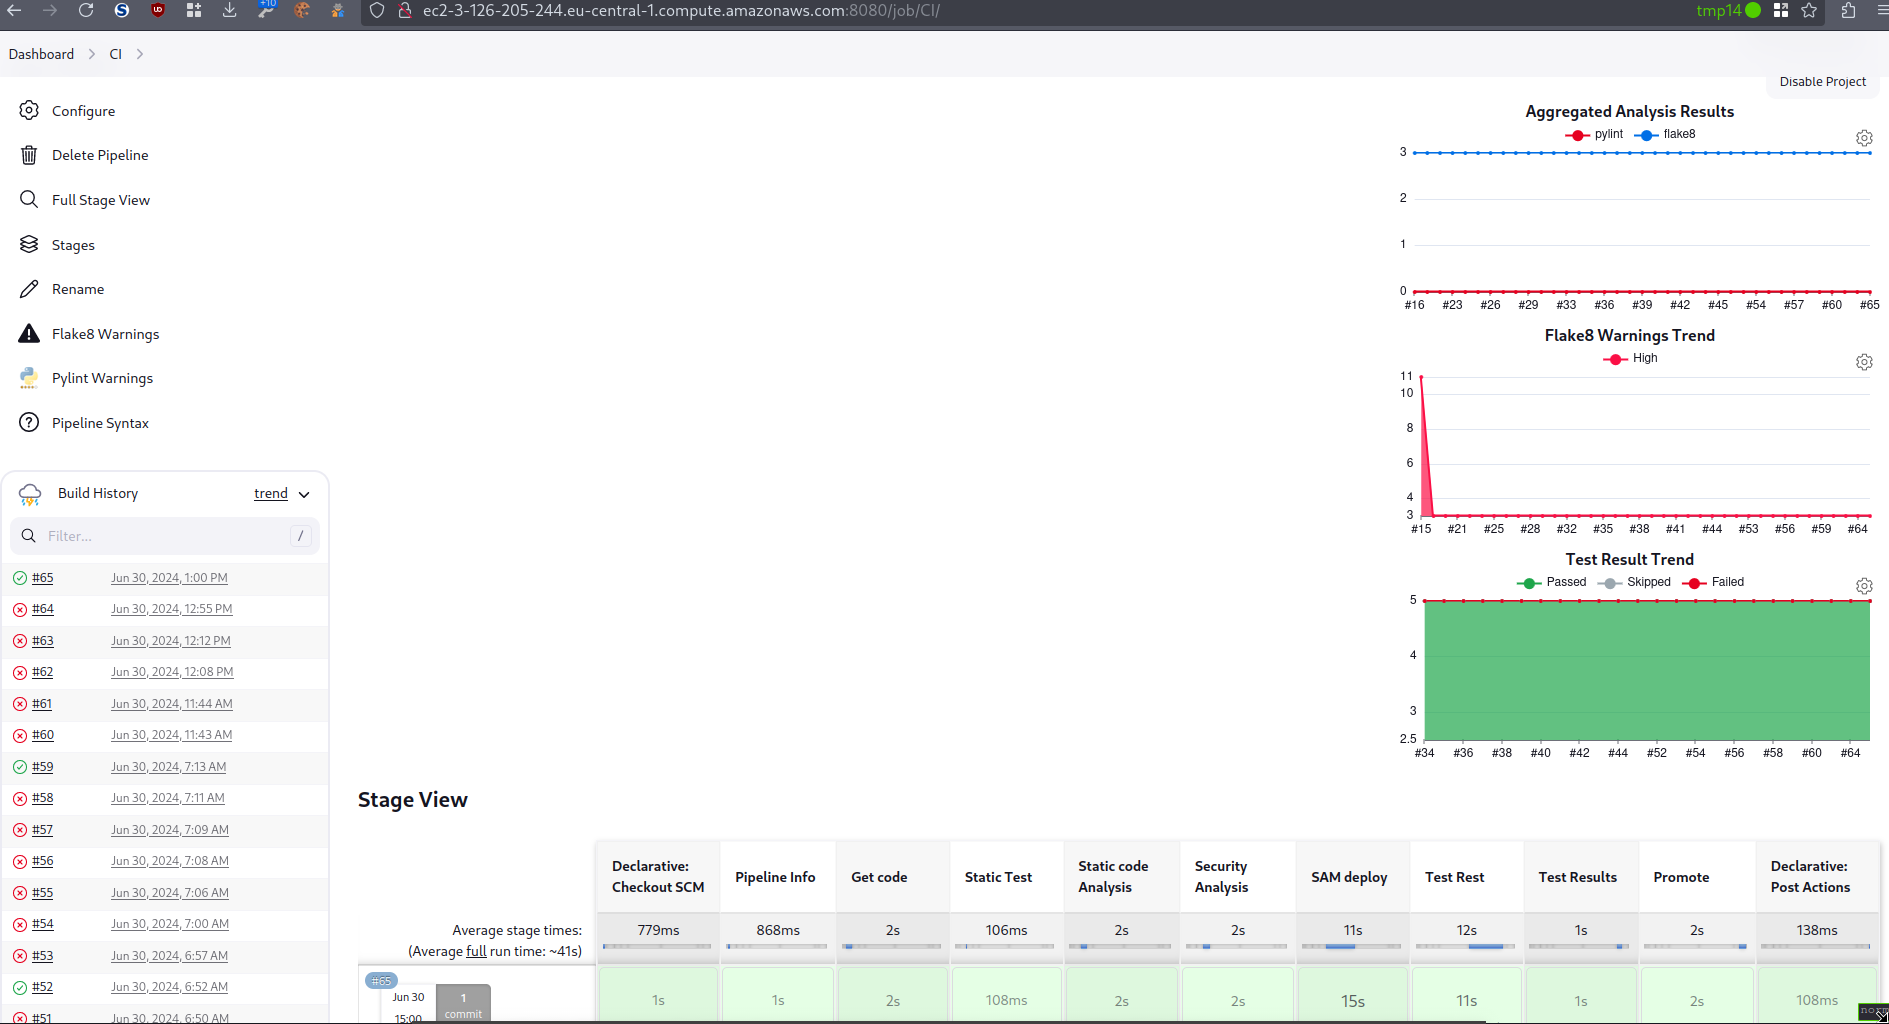 +10
ec2-3-126-205-244.eu-central-1.compute.amazonaws.com:8080/job/CI/
tmp14
Dashboard
CI
Disable Project
Configure
Delete Pipeline
Full Stage View
Stages
Rename
Flake8 Warnings
Pylint Warnings
Pipeline Syntax
Build History
trend
Filter...
/
#65 Jun 30, 2024, 1:00 PM
#64 Jun 30, 2024, 12:55 PM
#63 Jun 30, 2024, 12:12 PM
#62 Jun 30, 2024, 12:08 PM
#61 Jun 30, 2024, 11:44 AM
#60 Jun 30, 2024, 11:43 AM
#59 Jun 30, 2024, 7:13 AM
#58 Jun 30, 2024, 7:11 AM
#57 Jun 30, 2024, 7:09 AM
#56 Jun 30, 2024, 7:08 AM
#55 Jun 30, 2024, 7:06 AM
#54 Jun 30, 2024, 7:00 AM
#53 Jun 30, 2024, 6:57 AM
#52 Jun 30, 2024, 6:52 AM
#51 Jun 30, 2024, 6:50 AM
Aggregated Analysis Results
pylint flake8
3
2
1
0
#16 #23 #26 #29 #33 #36 #39 #42 #45 #54 #57 #60 #65
Flake8 Warnings Trend
High
11
10
8
6
4
3
#15 #21 #25 #28 #32 #35 #38 #41 #44 #53 #56 #59 #64
Test Result Trend
Passed Skipped Failed
5
4
3
2.5
#34 #36 #38 #40 #42 #44 #52 #54 #56 #58 #60 #64
Stage View
Declarative: Checkout SCM
Pipeline Info
Get code
Static Test
Static code Analysis
Security Analysis
SAM deploy
Test Rest
Test Results
Promote
Declarative: Post Actions
Average stage times:
(Average full run time: ~41s)
779ms 868ms 2s 106ms 2s 2s 11s 12s 1s 2s 138ms
#65
Jun 30
15:00
1
commit
1s 1s 2s 108ms 2s 2s 15s 11s 1s 2s 108ms